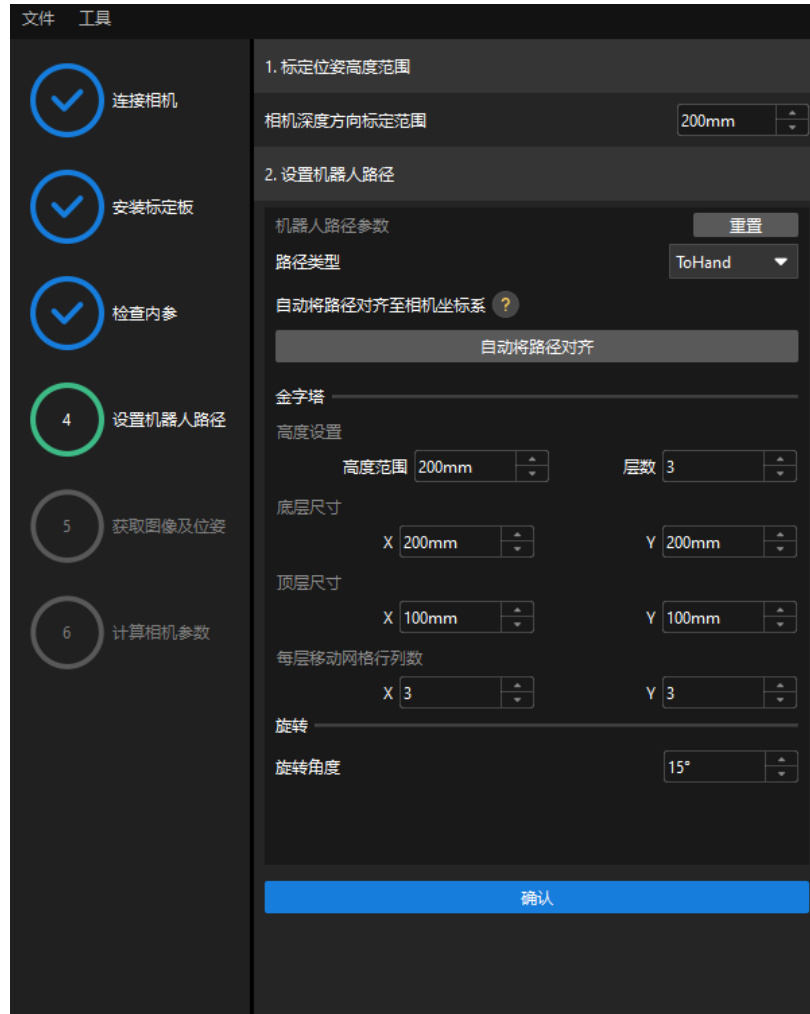 文件 工具
连接相机
安装标定板
检查内参
4 设置机器人路径
5 获取图像及位姿
6 计算相机参数
1. 标定位姿高度范围
相机深度方向标定范围 200mm
2. 设置机器人路径
机器人路径参数 重置
路径类型 ToHand
自动将路径对齐至相机坐标系 ?
自动将路径对齐
金字塔
高度设置
高度范围 200mm 层数 3
底层尺寸
X 200mm Y 200mm
顶层尺寸
X 100mm Y 100mm
每层移动网格行列数
X 3 Y 3
旋转
旋转角度 15°
确认